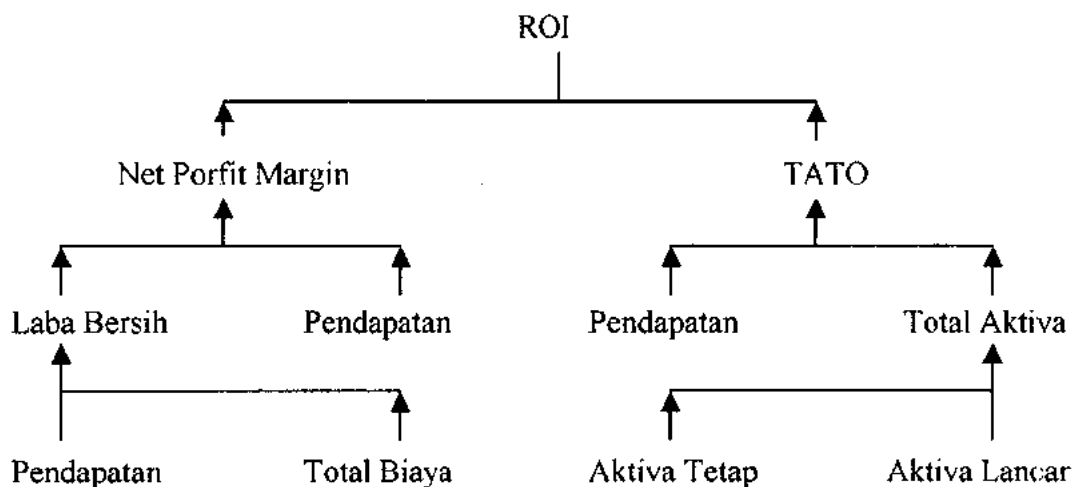 ROI
Net Porfit Margin TATO
Laba Bersih Pendapatan Pendapatan Total Aktiva
Pendapatan Total Biaya Aktiva Tetap Aktiva Lancar